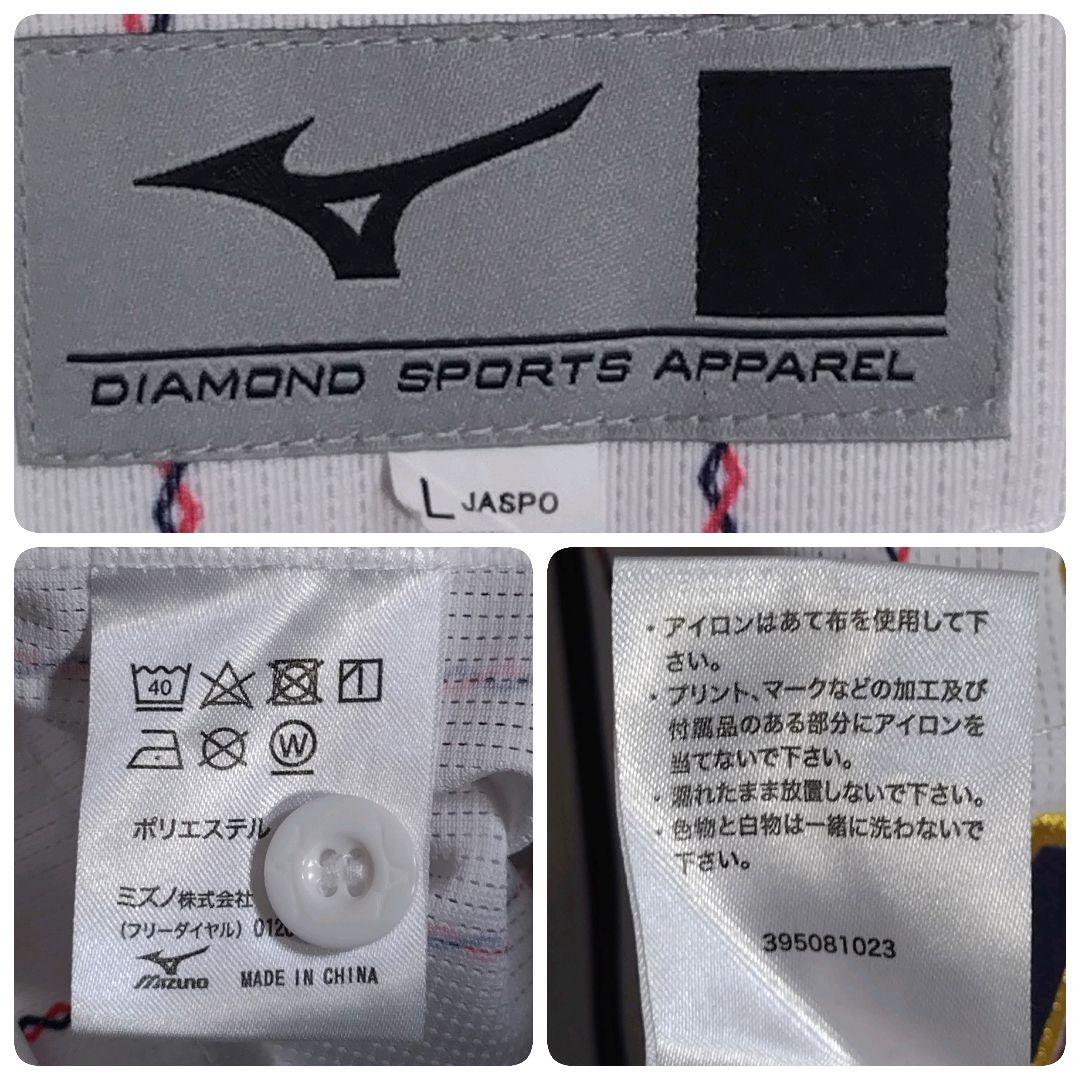 DIAMOND SPORTS APPAREL
L JASPO
40
W
ポリエステル
ミズノ株式会社
(フリーダイヤル) 012
Mizuno MADE IN CHINA
・アイロンはあて布を使用して下
さい。
・プリント、マークなどの加工及び
付属品のある部分にアイロンを
当てないで下さい。
・濡れたまま放置しないで下さい。
・色物と白物は一緒に洗わないで
下さい。
395081023